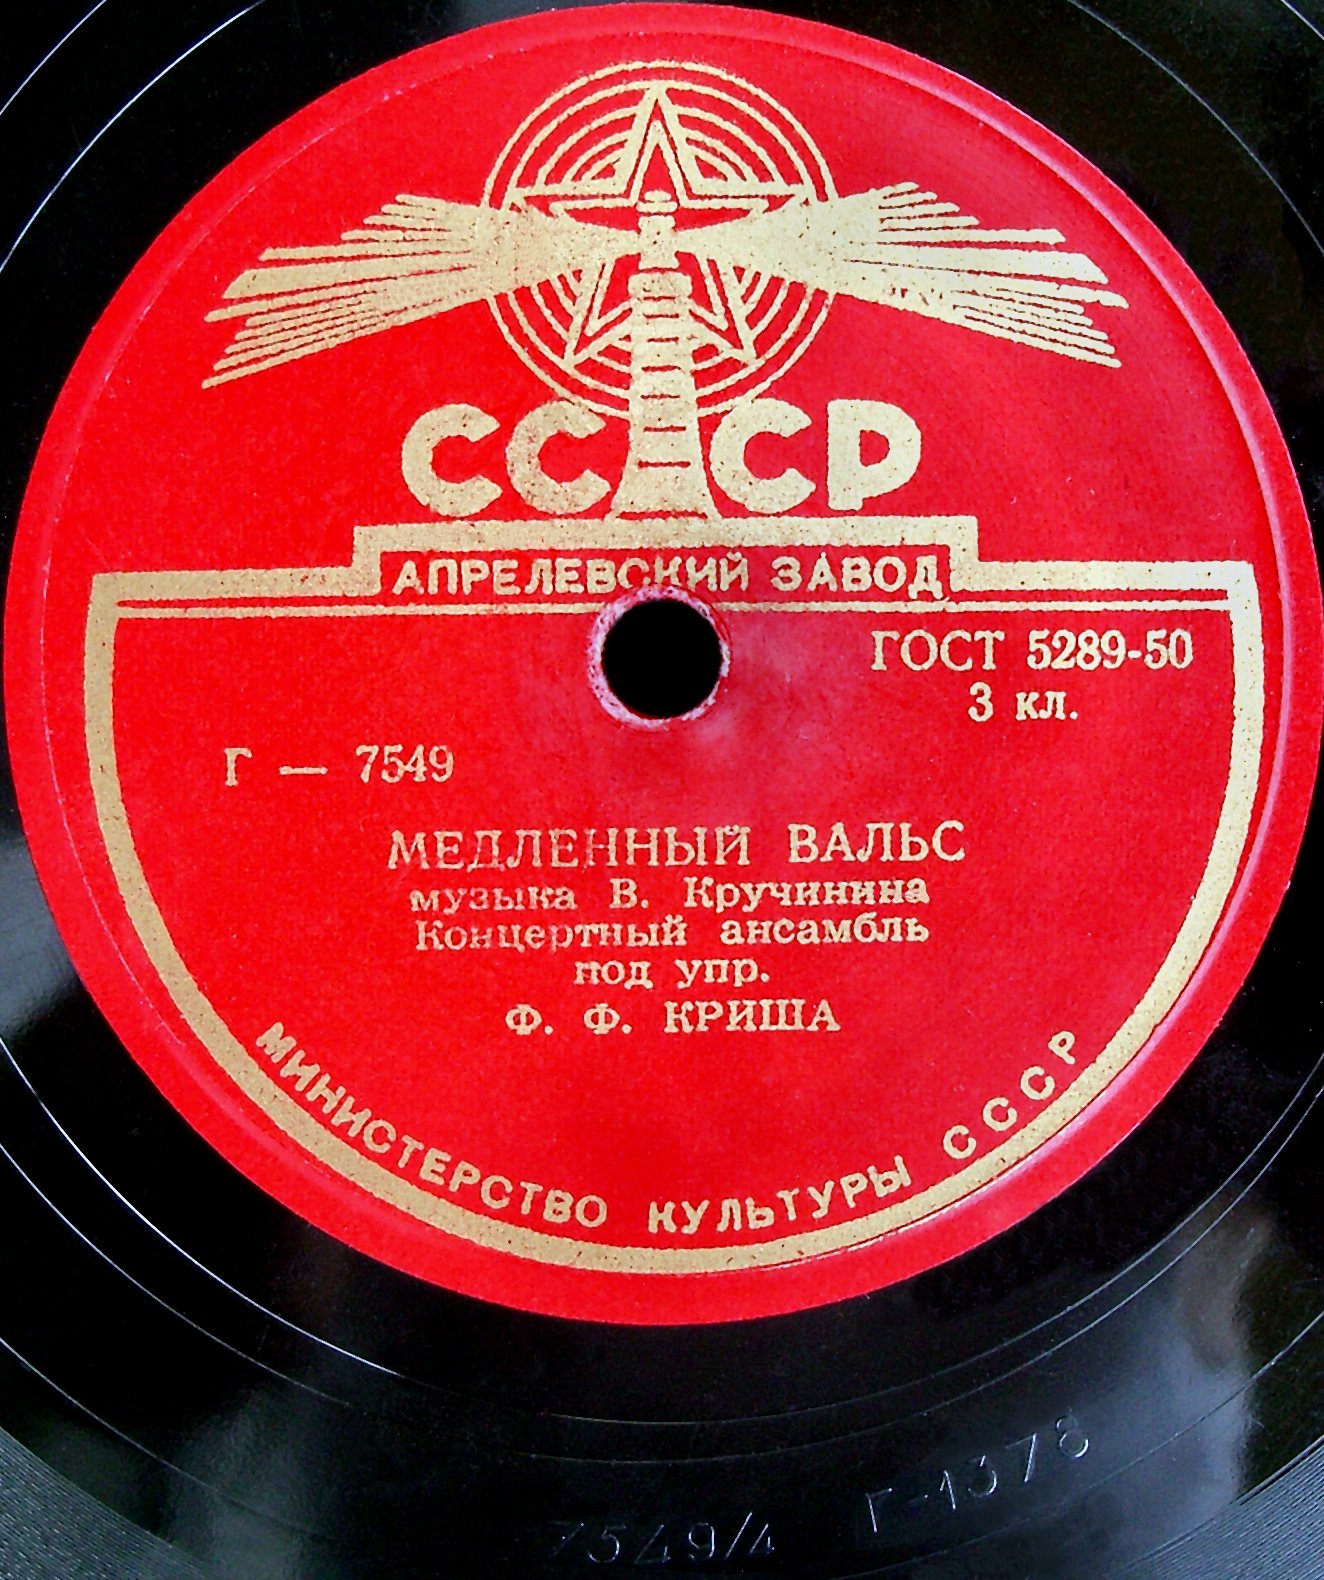 СССР
АПРЕЛЕВСКИЙ ЗАВОД
ГОСТ 5289-50
3 кл.
Г — 7549
МЕДЛЕННЫЙ ВАЛЬС
музыка В. Кручинина
Концертный ансамбль
под упр.
Ф. Ф. КРИША
МИНИСТЕРСТВО КУЛЬТУРЫ СССР
7549/4 Г-1378